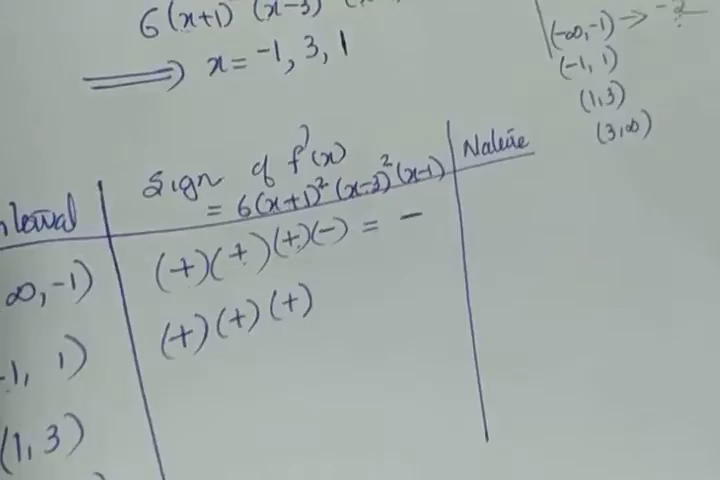 6(x+1) (x-3)
⟹ x = -1, 3, 1
(-∞, -1) → -2
(-1, 1)
(1, 3)
(3, ∞)
Sign of f'(x) Nature
= 6(x+1)² (x-3)² (x-1)
∞, -1) (+)(+)(+)(-) = -
-1, 1) (+)(+)(+)
(1, 3)